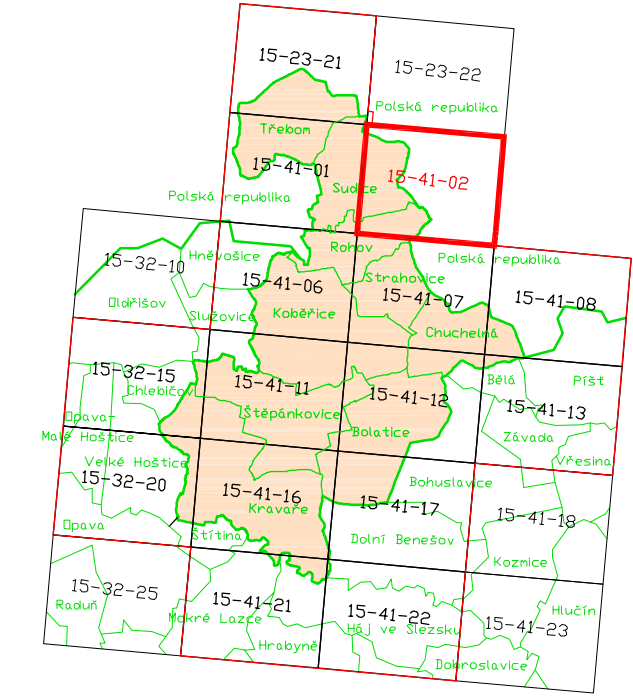 15-23-21
15-23-22
Polská republika
Třebom
15-41-01
15-41-02
Sudice
Polská republika
Hněvošice
Rohov
Polská republika
15-32-10
15-41-06
Strahovice
15-41-07
15-41-08
Oldřišov
Služovice
Kobeřice
Chuchelná
15-32-15
Chlebičov
15-41-11
15-41-12
Bělá
Píšť
15-41-13
Opava-
Malé Hoštice
Štěpánkovice
Bolatice
Závada
Velké Hoštice
Vřesina
15-32-20
15-41-16
Kravaře
15-41-17
Bohuslavice
15-41-18
Opava
Štítina
Dolní Benešov
Kozmice
15-32-25
Raduň
15-41-21
Mokré Lazce
15-41-22
Háj ve Slezsku
15-41-23
Hlučín
Hrabyně
Dobroslavice